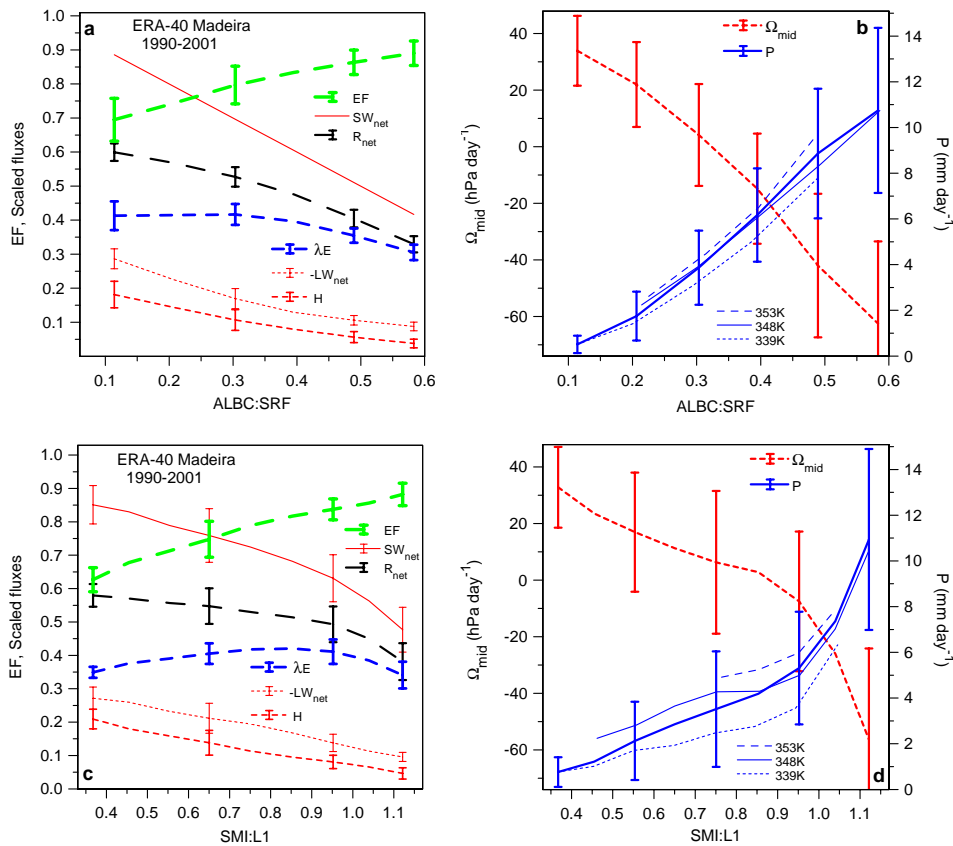 a
ERA-40 Madeira
1990-2001
EF, Scaled fluxes
1.0
0.9
0.8
0.7
0.6
0.5
0.4
0.3
0.2
0.1
0.0
EF
SWnet
Rnet
λE
-LWnet
H
0.1 0.2 0.3 0.4 0.5 0.6
ALBC:SRF
b
Ωmid
P
Ωmid (hPa day-1)
40
20
0
-20
-40
-60
P (mm day-1)
14
12
10
8
6
4
2
0
353K
348K
339K
0.1 0.2 0.3 0.4 0.5 0.6
ALBC:SRF
ERA-40 Madeira
1990-2001
EF, Scaled fluxes
1.0
0.9
0.8
0.7
0.6
0.5
0.4
0.3
0.2
0.1
0.0
EF
SWnet
Rnet
λE
-LWnet
H
c
0.4 0.5 0.6 0.7 0.8 0.9 1.0 1.1
SMI:L1
Ωmid
P
Ωmid (hPa day-1)
40
20
0
-20
-40
-60
P (mm day-1)
14
12
10
8
6
4
2
0
353K
348K
339K
d
0.4 0.5 0.6 0.7 0.8 0.9 1.0 1.1
SMI:L1